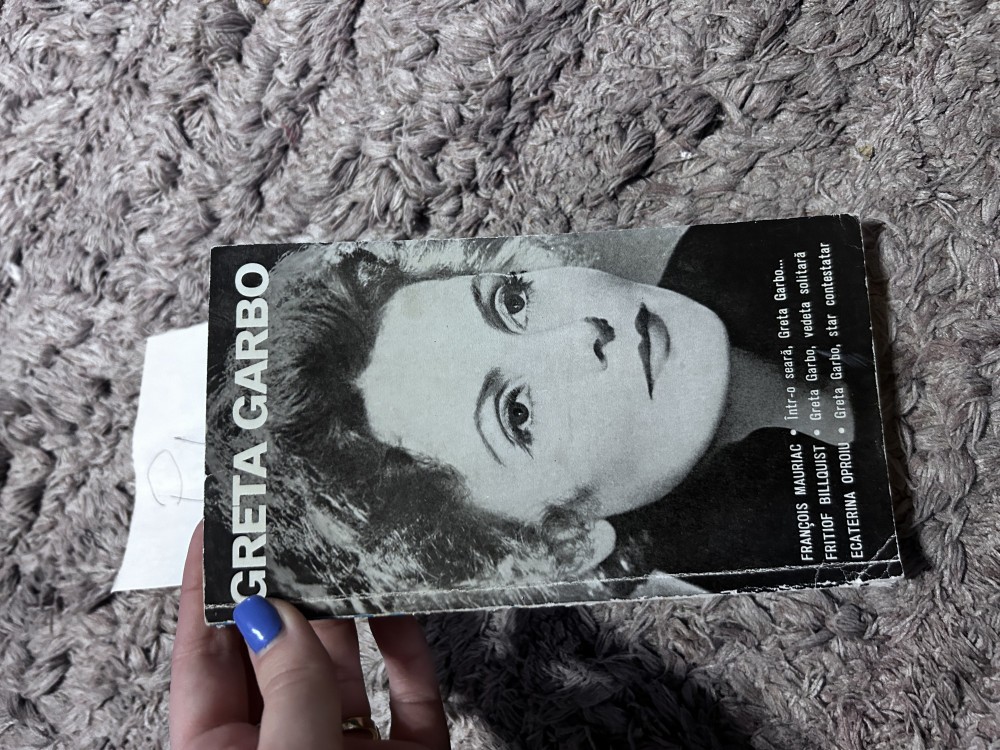 GRETA GARBO
FRANÇOIS MAURIAC • Într-o seară, Greta Garbo...
FRITIOF BILLQUIST • Greta Garbo, vedeta solitară
ECATERINA OPROIU • Greta Garbo, star contestatar